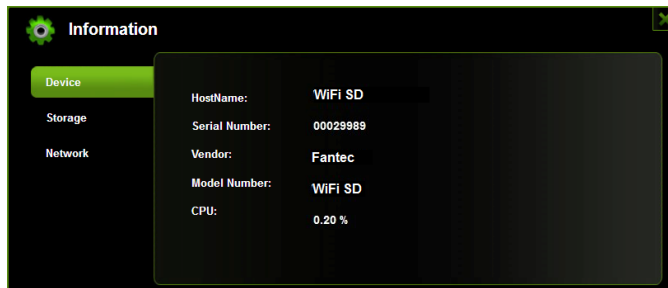 Information
Device
Storage
Network
HostName: WiFi SD
Serial Number: 00029989
Vendor: Fantec
Model Number: WiFi SD
CPU: 0.20 %